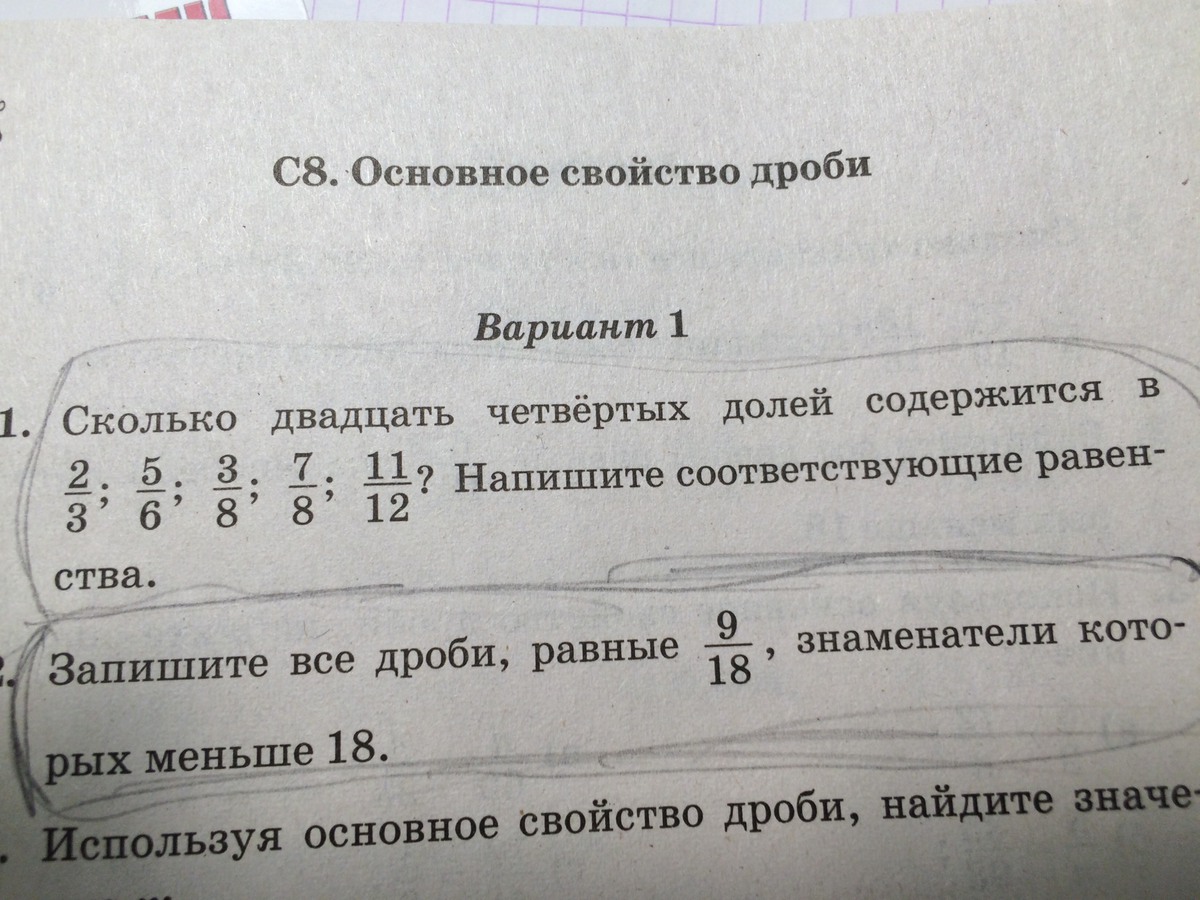 С8. Основное свойство дроби
Вариант 1
1. Сколько двадцать четвёртых долей содержится в
2/3; 5/6; 3/8; 7/8; 11/12? Напишите соответствующие равен-
ства.
2. Запишите все дроби, равные 9/18, знаменатели кото-
рых меньше 18.
. Используя основное свойство дроби, найдите значе-